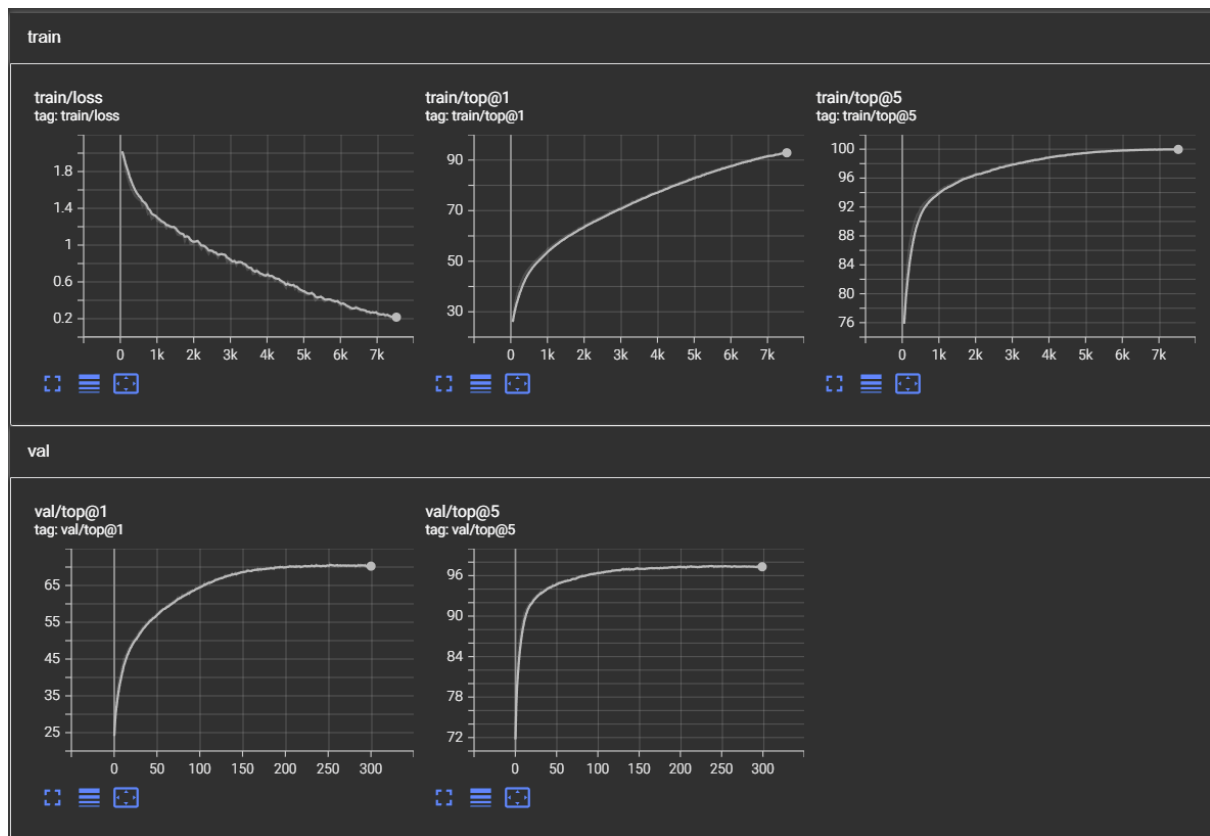 train
train/loss
tag: train/loss
1.8
1.4
1
0.6
0.2
0 1k 2k 3k 4k 5k 6k 7k
train/top@1
tag: train/top@1
90
70
50
30
0 1k 2k 3k 4k 5k 6k 7k
train/top@5
tag: train/top@5
100
96
92
88
84
80
76
0 1k 2k 3k 4k 5k 6k 7k
val
val/top@1
tag: val/top@1
65
55
45
35
25
0 50 100 150 200 250 300
val/top@5
tag: val/top@5
96
90
84
78
72
0 50 100 150 200 250 300